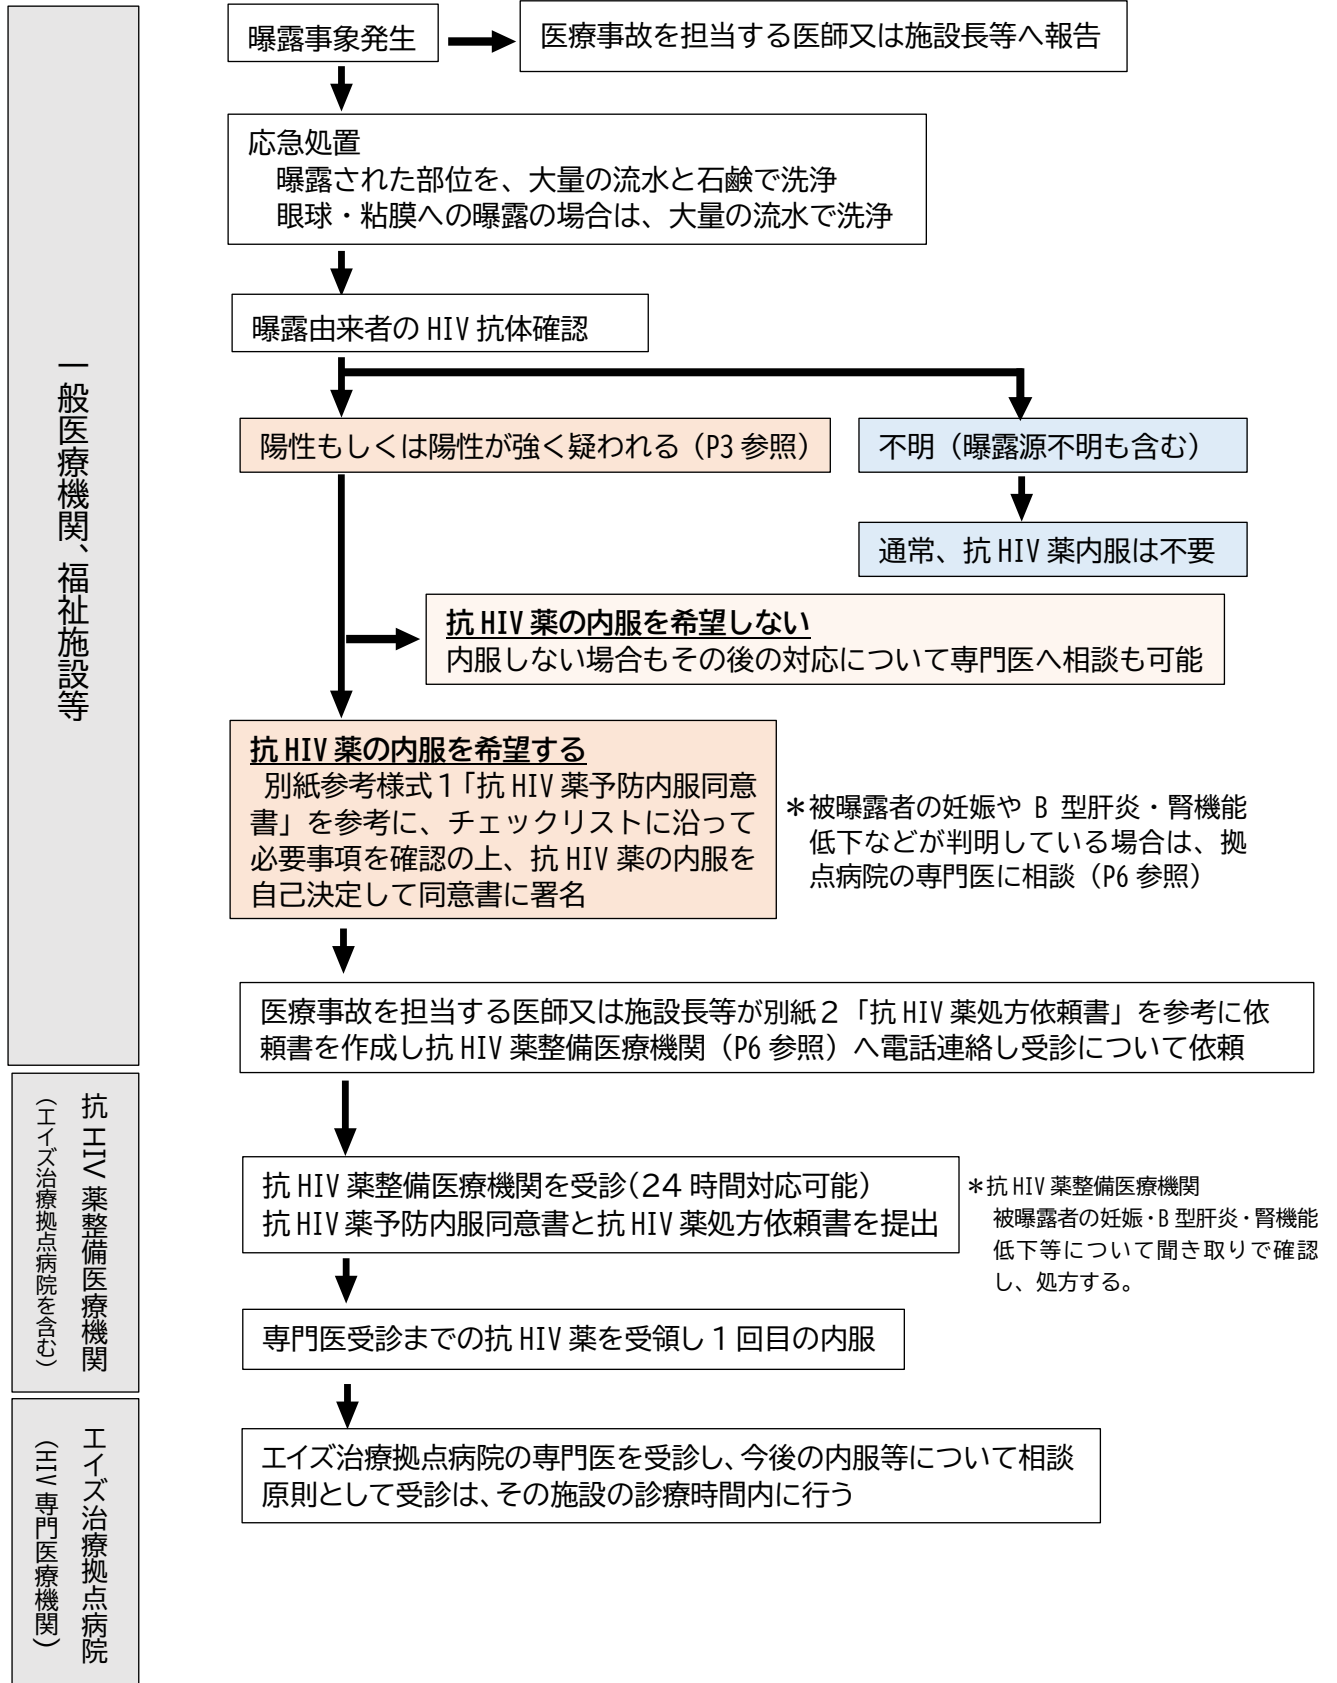 一般医療機関、福祉施設等
曝露事象発生
医療事故を担当する医師又は施設長等へ報告
応急処置
曝露された部位を、大量の流水と石鹸で洗浄
眼球・粘膜への曝露の場合は、大量の流水で洗浄
曝露由来者の HIV 抗体確認
陽性もしくは陽性が強く疑われる（P3 参照）
不明（曝露源不明も含む）
通常、抗 HIV 薬内服は不要
抗 HIV 薬の内服を希望しない
内服しない場合もその後の対応について専門医へ相談も可能
抗 HIV 薬の内服を希望する
別紙参考様式１「抗 HIV 薬予防内服同意
書」を参考に、チェックリストに沿って
必要事項を確認の上、抗 HIV 薬の内服を
自己決定して同意書に署名
＊被曝露者の妊娠や B 型肝炎・腎機能
低下などが判明している場合は、拠
点病院の専門医に相談（P6 参照）
医療事故を担当する医師又は施設長等が別紙２「抗 HIV 薬処方依頼書」を参考に依
頼書を作成し抗 HIV 薬整備医療機関（P6 参照）へ電話連絡し受診について依頼
抗 HIV 薬整備医療機関
（エイズ治療拠点病院を含む）
抗 HIV 薬整備医療機関を受診（24 時間対応可能）
抗 HIV 薬予防内服同意書と抗 HIV 薬処方依頼書を提出
＊抗 HIV 薬整備医療機関
被曝露者の妊娠・B 型肝炎・腎機能
低下等について聞き取りで確認
し、処方する。
専門医受診までの抗 HIV 薬を受領し 1 回目の内服
エイズ治療拠点病院
（HIV 専門医療機関）
エイズ治療拠点病院の専門医を受診し、今後の内服等について相談
原則として受診は、その施設の診療時間内に行う